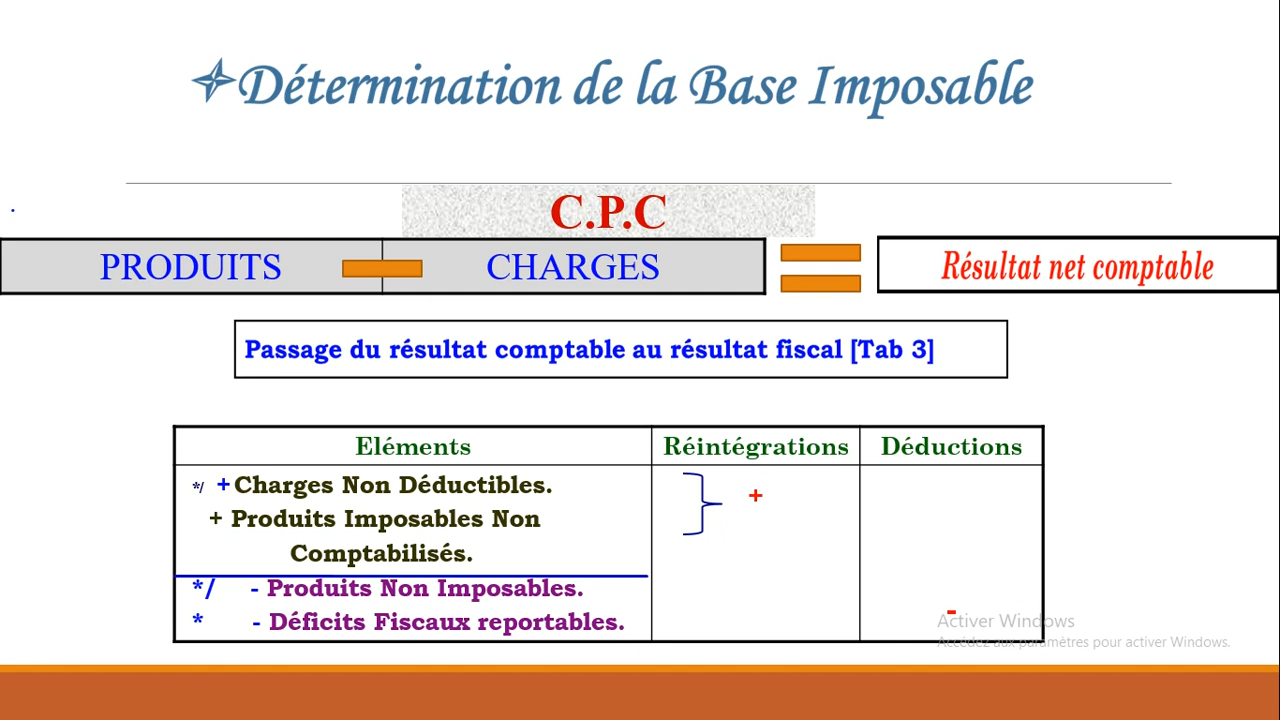 Détermination de la Base Imposable
C.P.C
PRODUITS CHARGES Résultat net comptable
Passage du résultat comptable au résultat fiscal [Tab 3]
Eléments Réintégrations Déductions
*/ + Charges Non Déductibles. +
+ Produits Imposables Non
Comptabilisés.
*/ - Produits Non Imposables. -
* - Déficits Fiscaux reportables.
Activer Windows
Accédez aux paramètres pour activer Windows.